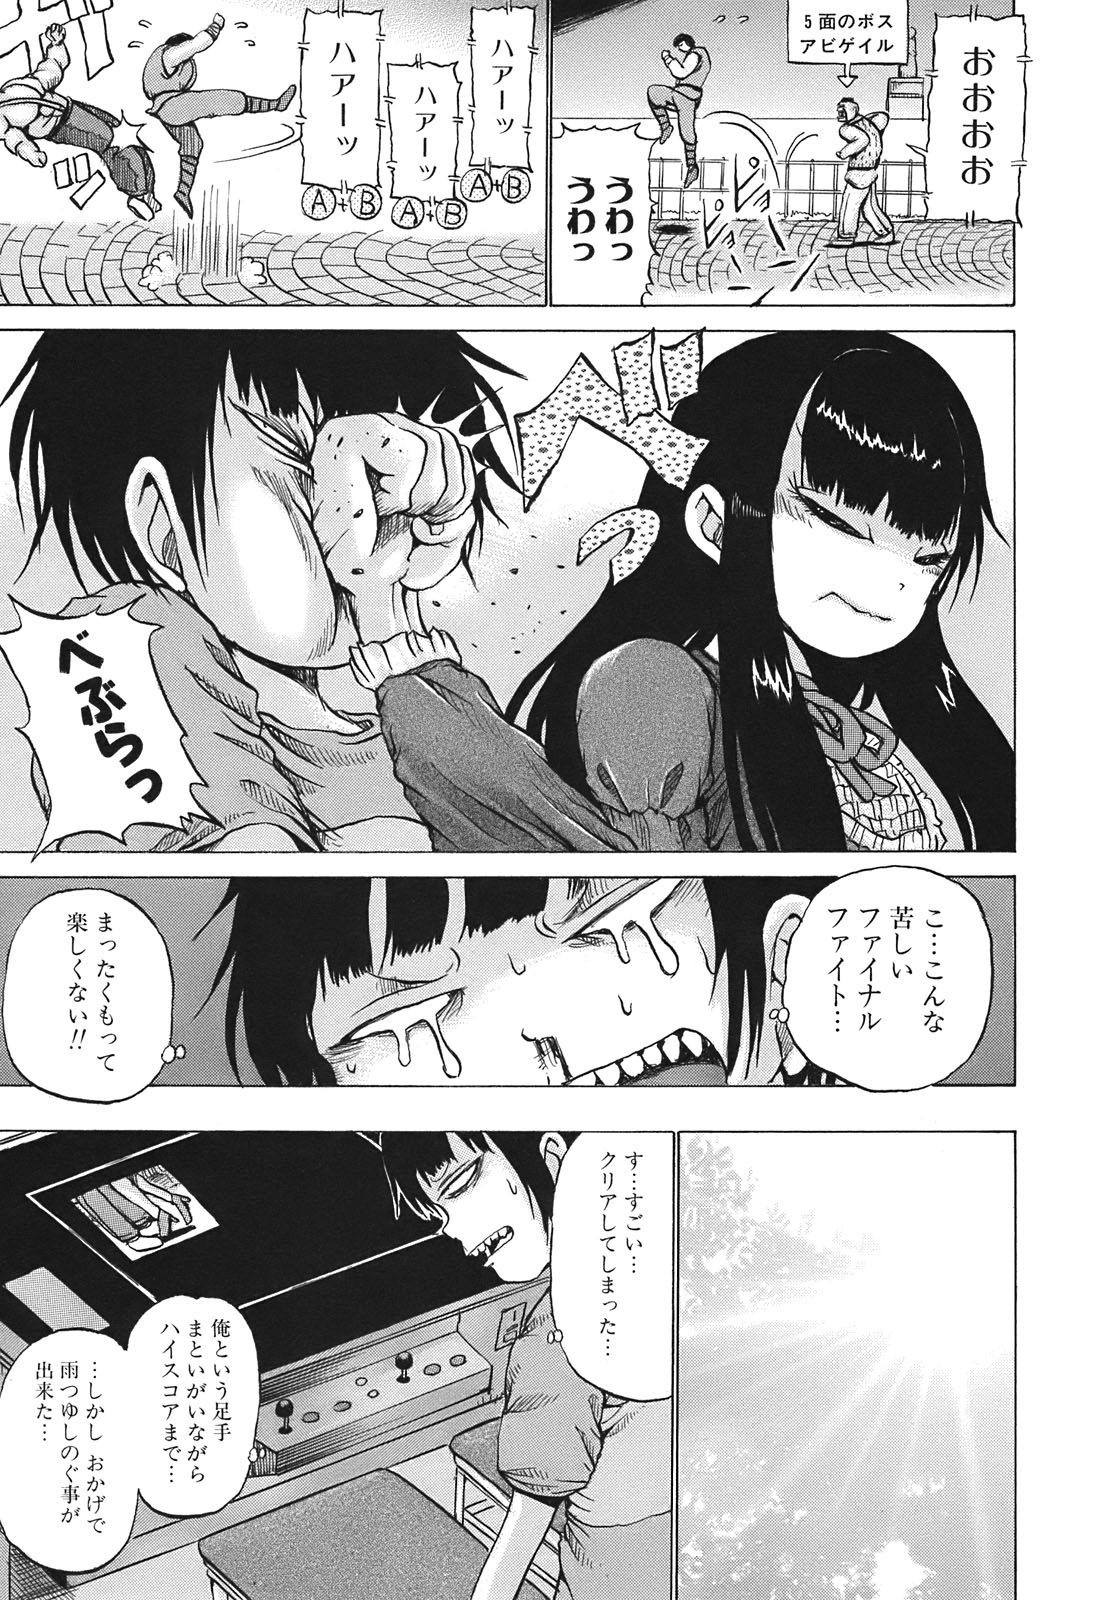 おおおお
5面のボス
アビゲイル
うわっ
うわっ
ハアーッ
A+B
ハアーッ
A+B
ハアーッ
A+B
べぶらっ
こ…こんな
苦しい
ファイナル
ファイト…
まったくもって
楽しくない!!
す…すごい…
クリアしてしまった…
俺という足手
まといがいながら
ハイスコアまで…
…しかし おかげで
雨つゆしのぐ事が
出来た…